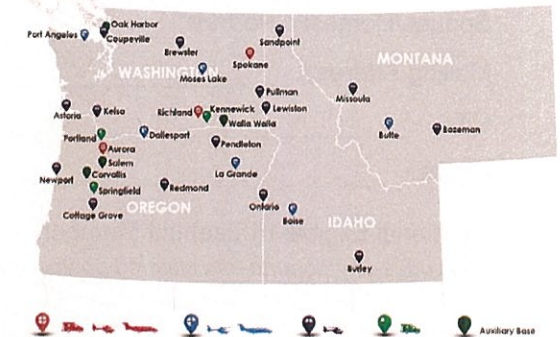 Oak Harbor
Port Angeles
Coupeville
Brewster
Sandpoint
Spokane
MONTANA
WASHINGTON
Moses Lake
Pullman
Missoula
Astoria
Kelso
Richland
Kennewick
Lewiston
Walla Walla
Butte
Bozeman
Portland
Dallesport
Aurora
Pendleton
Salem
Newport
Corvallis
La Grande
Springfield
Redmond
Cottage Grove
OREGON
Ontario
Boise
IDAHO
Burley
Auxiliary Base